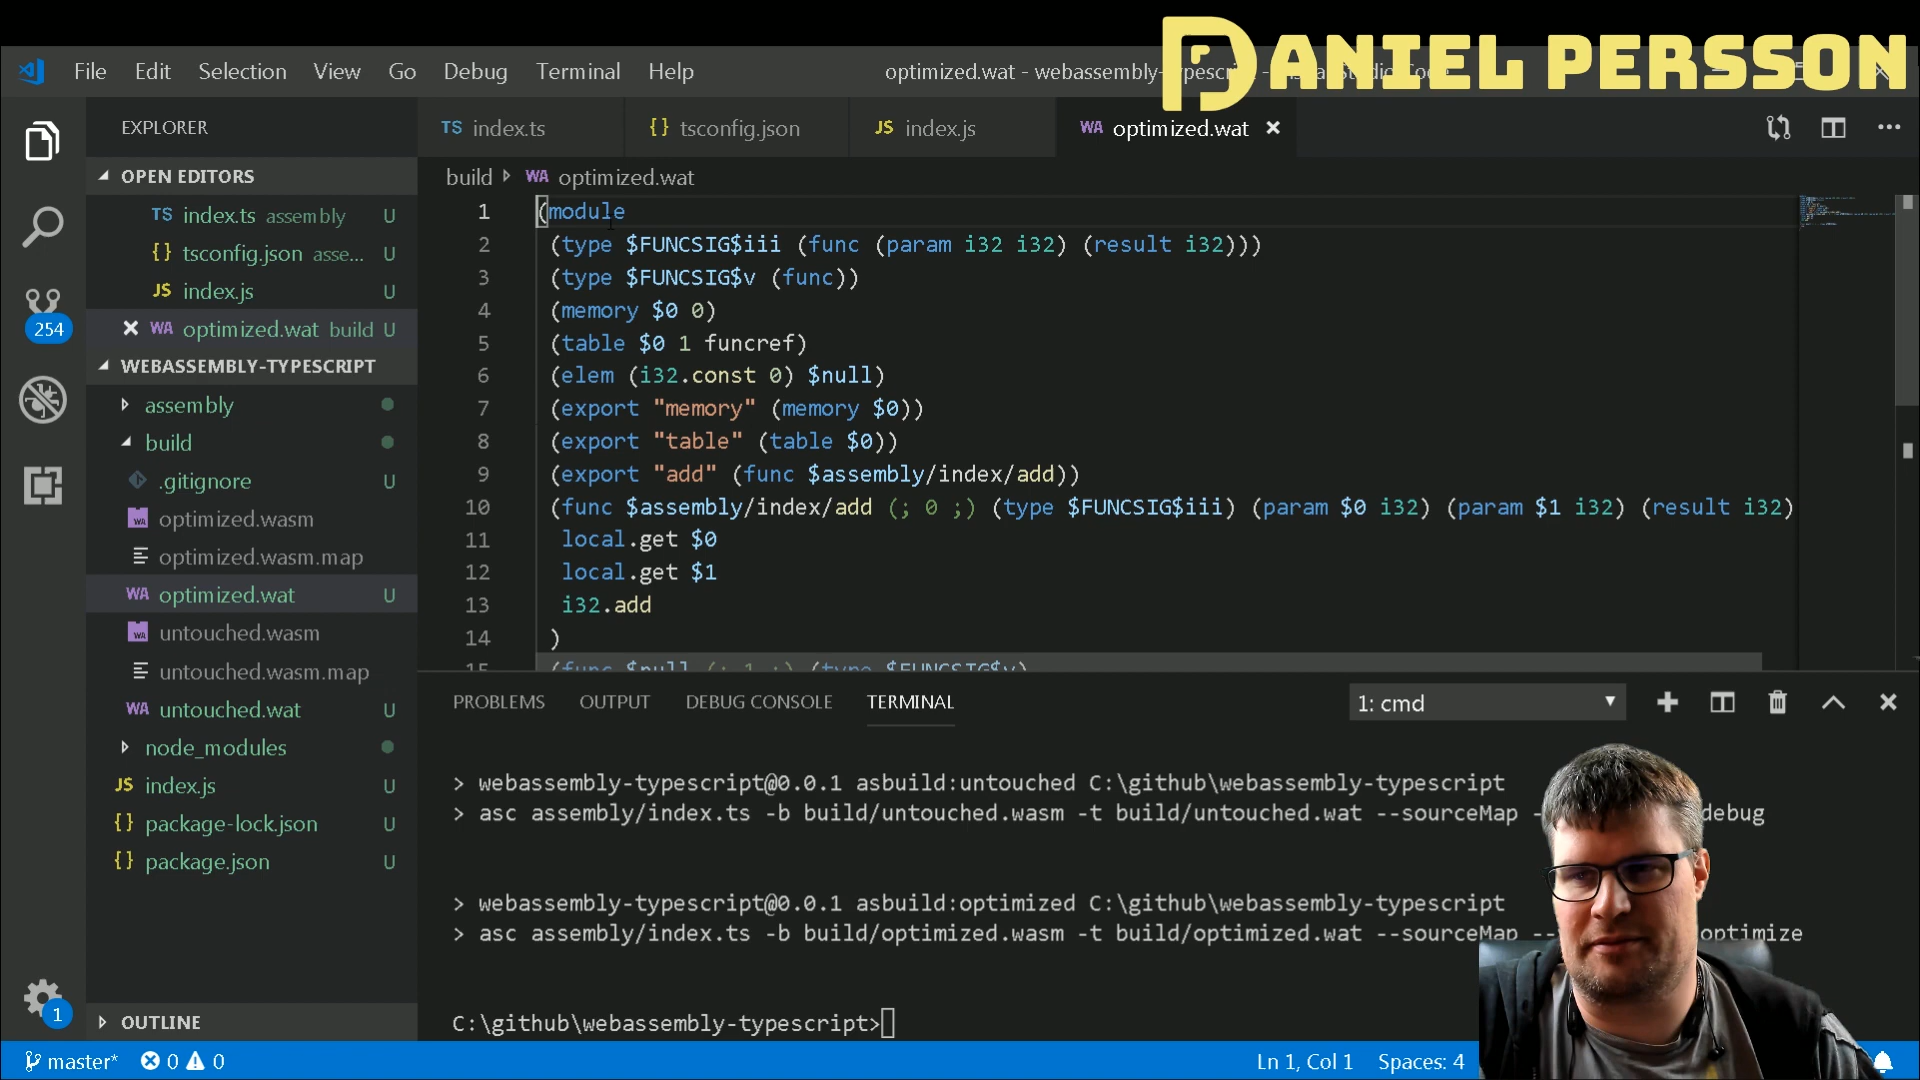 DANIEL PERSSON
File Edit Selection View Go Debug Terminal Help
optimized.wat - webassembly-typescript
EXPLORER
TS index.ts
{} tsconfig.json
JS index.js
WA optimized.wat
OPEN EDITORS
TS index.ts assembly U
{} tsconfig.json asse... U
JS index.js U
WA optimized.wat build U
254
WEBASSEMBLY-TYPESCRIPT
assembly
build
.gitignore U
optimized.wasm
optimized.wasm.map
WA optimized.wat U
untouched.wasm
untouched.wasm.map
WA untouched.wat U
node_modules
JS index.js U
{} package-lock.json U
{} package.json U
OUTLINE
1
build WA optimized.wat
1 (module
2 (type $FUNCSIG$iii (func (param i32 i32) (result i32)))
3 (type $FUNCSIG$v (func))
4 (memory $0 0)
5 (table $0 1 funcref)
6 (elem (i32.const 0) $null)
7 (export "memory" (memory $0))
8 (export "table" (table $0))
9 (export "add" (func $assembly/index/add))
10 (func $assembly/index/add (; 0 ;) (type $FUNCSIG$iii) (param $0 i32) (param $1 i32) (result i32)
11 local.get $0
12 local.get $1
13 i32.add
14 )
15 (func $null (; 1 ;) (type $FUNCSIG$v)
PROBLEMS OUTPUT DEBUG CONSOLE TERMINAL
1: cmd
> webassembly-typescript@0.0.1 asbuild:untouched C:\github\webassembly-typescript
> asc assembly/index.ts -b build/untouched.wasm -t build/untouched.wat --sourceMap - debug
> webassembly-typescript@0.0.1 asbuild:optimized C:\github\webassembly-typescript
> asc assembly/index.ts -b build/optimized.wasm -t build/optimized.wat --sourceMap -- optimize
C:\github\webassembly-typescript>
master* 0 0
Ln 1, Col 1 Spaces: 4